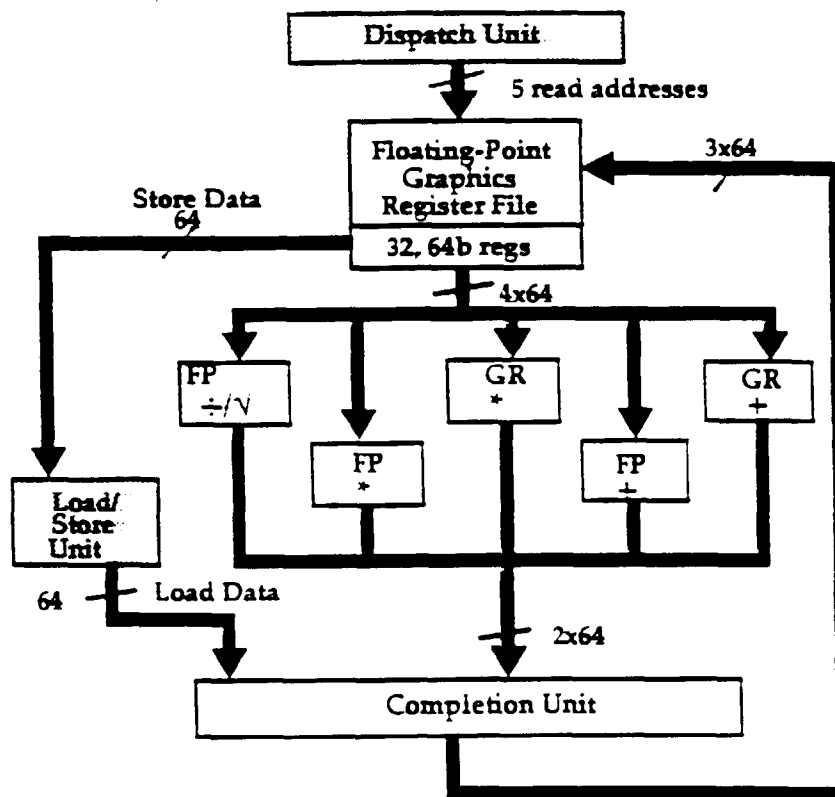 Dispatch Unit
5 read addresses
Floating-Point
Graphics
Register File
32, 64b regs
3x64
Store Data
64
4x64
FP
÷/√
GR
*
GR
+
FP
*
FP
+
Load/
Store
Unit
64
Load Data
2x64
Completion Unit